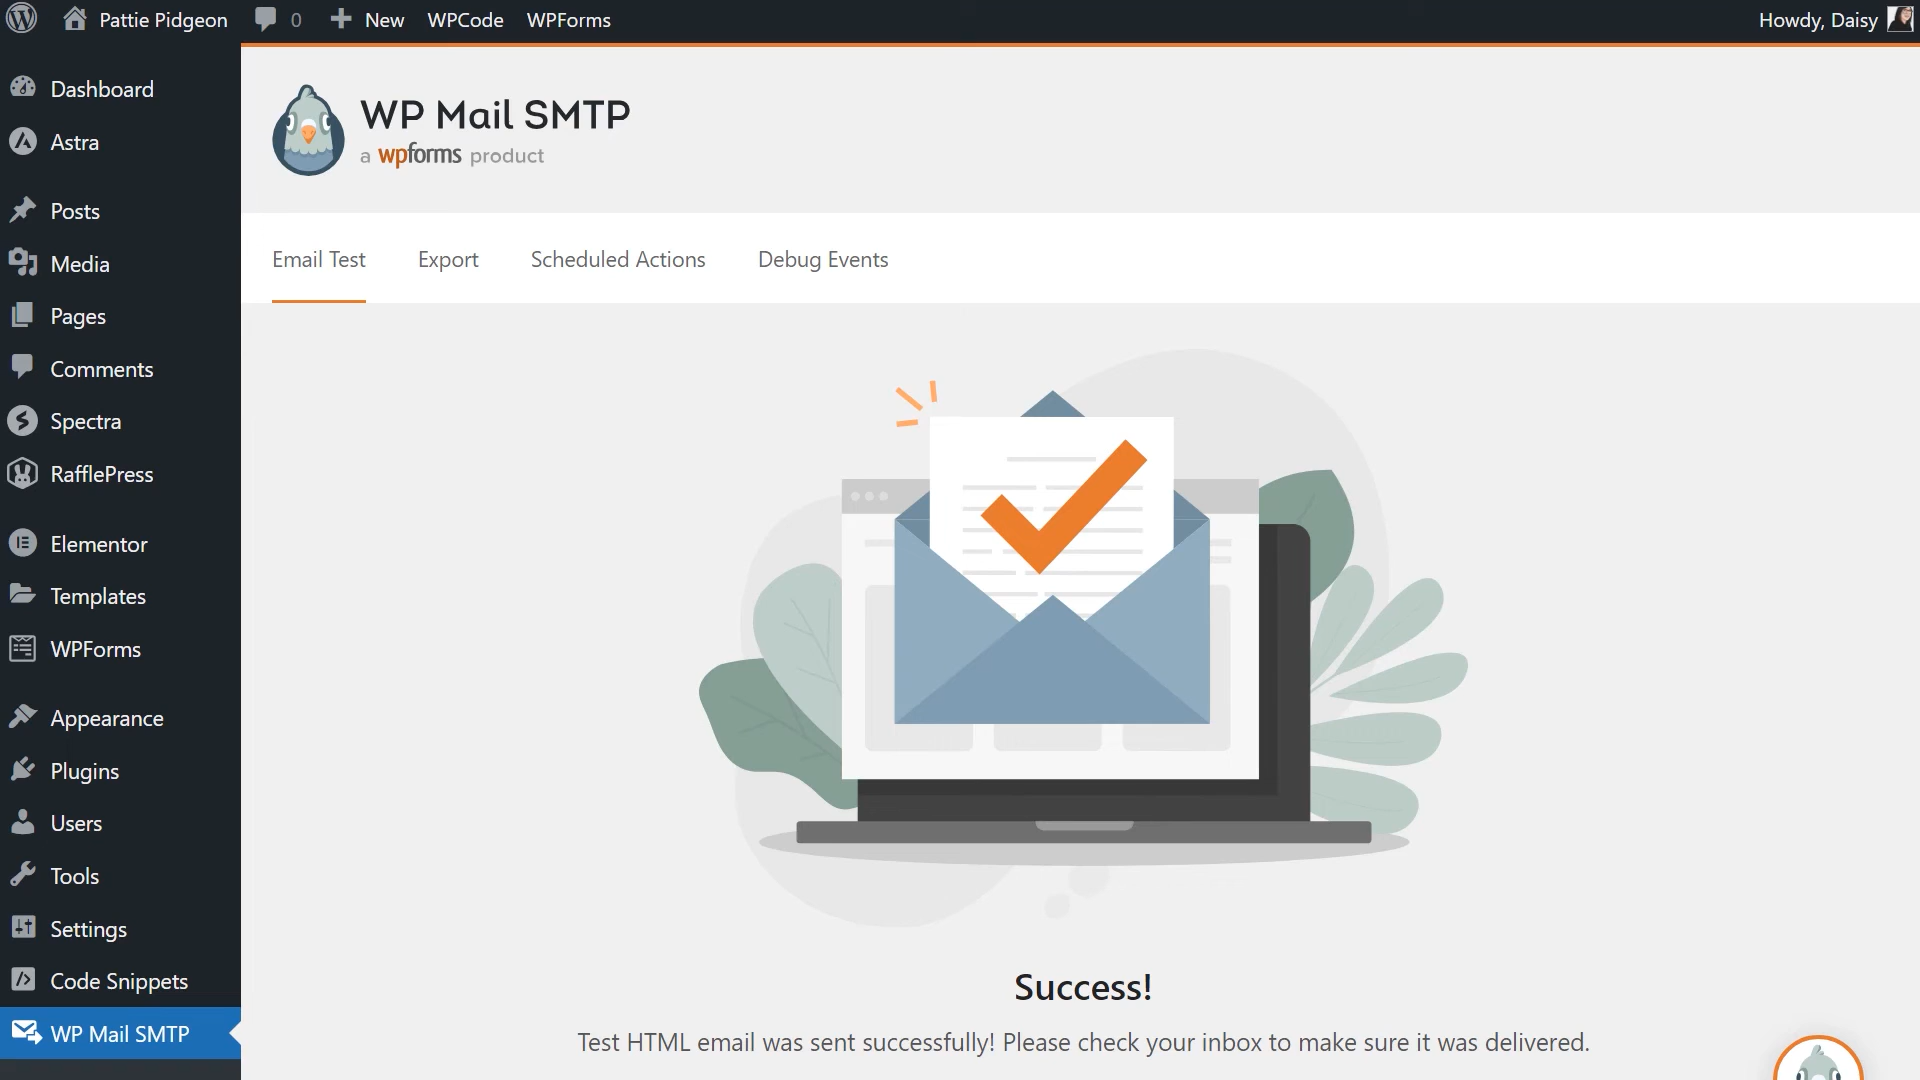 Pattie Pidgeon
0
New
WPCode
WPForms
Howdy, Daisy
Dashboard
Astra
Posts
Media
Pages
Comments
Spectra
RafflePress
Elementor
Templates
WPForms
Appearance
Plugins
Users
Tools
Settings
Code Snippets
WP Mail SMTP
WP Mail SMTP
a wpforms product
Email Test
Export
Scheduled Actions
Debug Events
Success!
Test HTML email was sent successfully! Please check your inbox to make sure it was delivered.